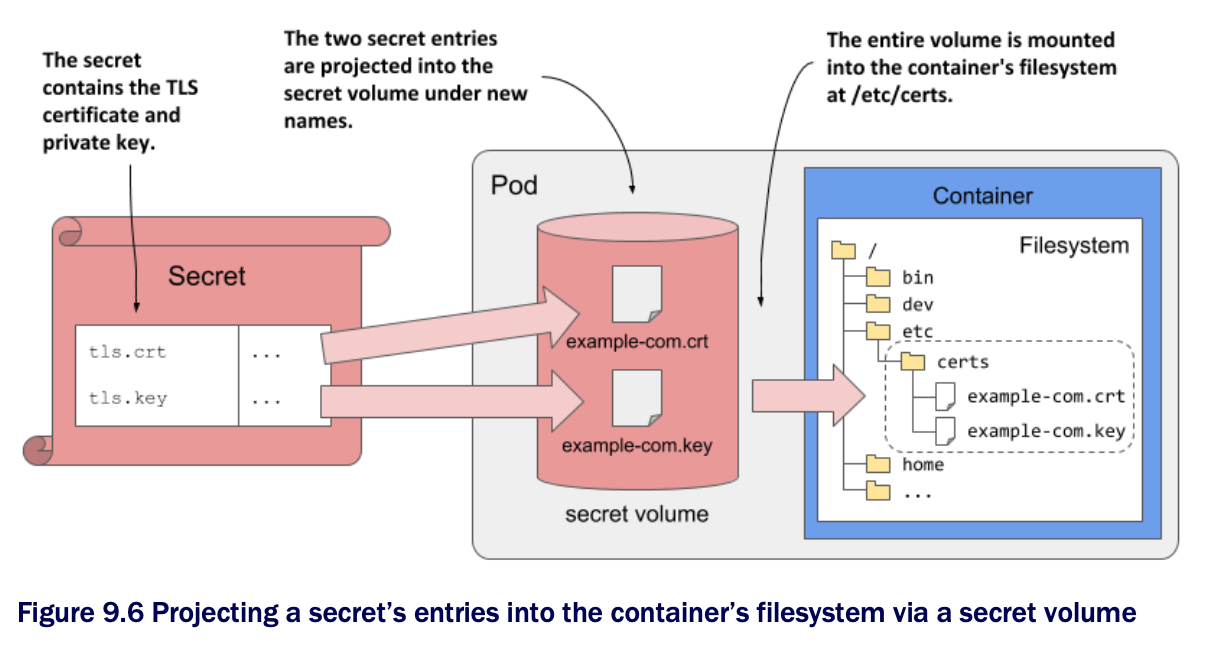 The secret
contains the TLS
certificate and
private key.
The two secret entries
are projected into the
secret volume under new
names.
The entire volume is mounted
into the container's filesystem
at /etc/certs.
Pod
Secret
tls.crt ...
tls.key ...
example-com.crt
example-com.key
secret volume
Container
Filesystem
/
bin
dev
etc
certs
example-com.crt
example-com.key
home
...
Figure 9.6 Projecting a secret’s entries into the container’s filesystem via a secret volume